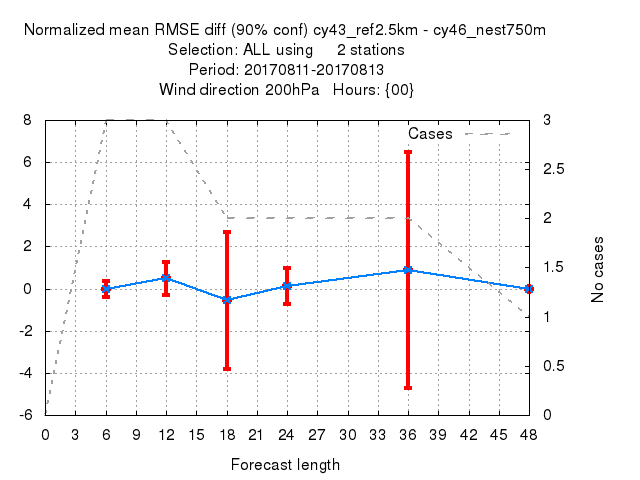 Normalized mean RMSE diff (90% conf) cy43_ref2.5km - cy46_nest750m
Selection: ALL using 2 stations
Period: 20170811-20170813
Wind direction 200hPa Hours: {00}
Cases
8
6
4
2
0
-2
-4
-6
3
2.5
2
1.5
1
0.5
0
No cases
0 3 6 9 12 15 18 21 24 27 30 33 36 39 42 45 48
Forecast length